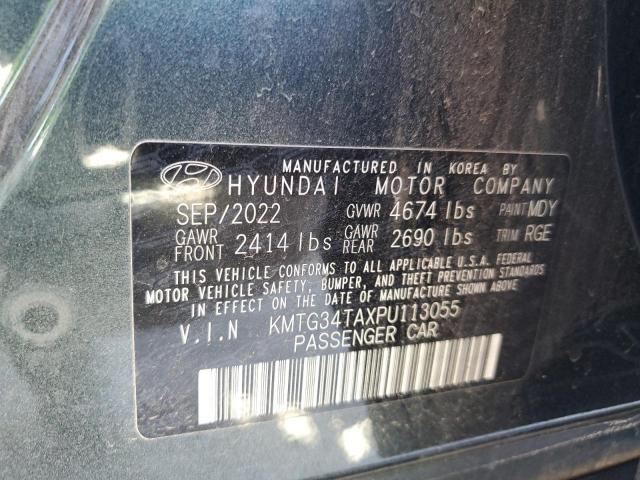 MANUFACTURED IN KOREA BY
HYUNDAI MOTOR COMPANY
SEP/2022 GVWR 4674 lbs PAINT MDY
GAWR FRONT 2414 lbs GAWR REAR 2690 lbs TRIM RGE
THIS VEHICLE CONFORMS TO ALL APPLICABLE U.S.A. FEDERAL
MOTOR VEHICLE SAFETY, BUMPER, AND THEFT PREVENTION STANDARDS
IN EFFECT ON THE DATE OF MANUFACTURE SHOWN ABOVE.
V.I.N KMTG34TAXPU113055
PASSENGER CAR